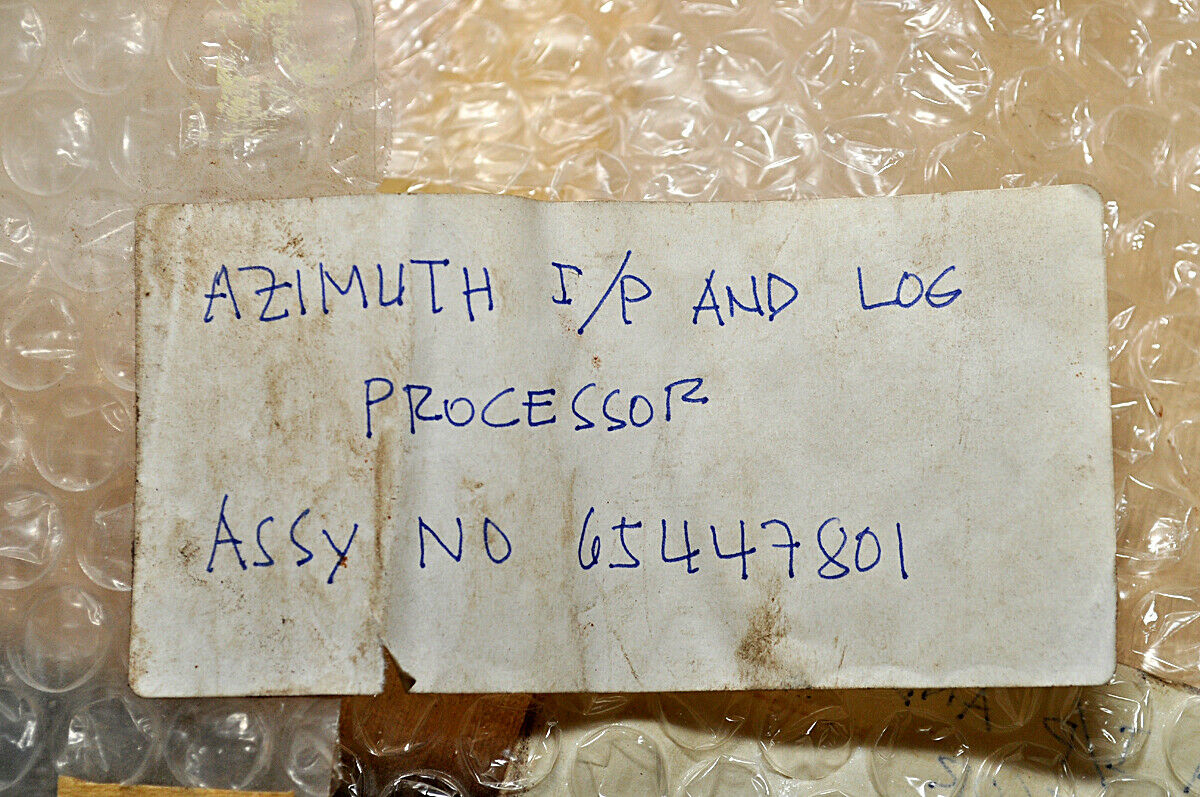 AZIMUTH I/P AND LOG
PROCESSOR
ASSY NO 65447801